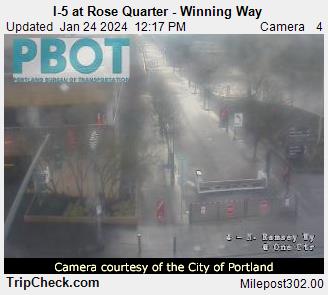 I-5 at Rose Quarter - Winning Way
Updated Jan 24 2024 12:17 PM Camera 4
PBOT
PORTLAND BUREAU OF TRANSPORTATION
4 - N. Ramsey Wy
@ One Ctr
Camera courtesy of the City of Portland
TripCheck.com Milepost302.00